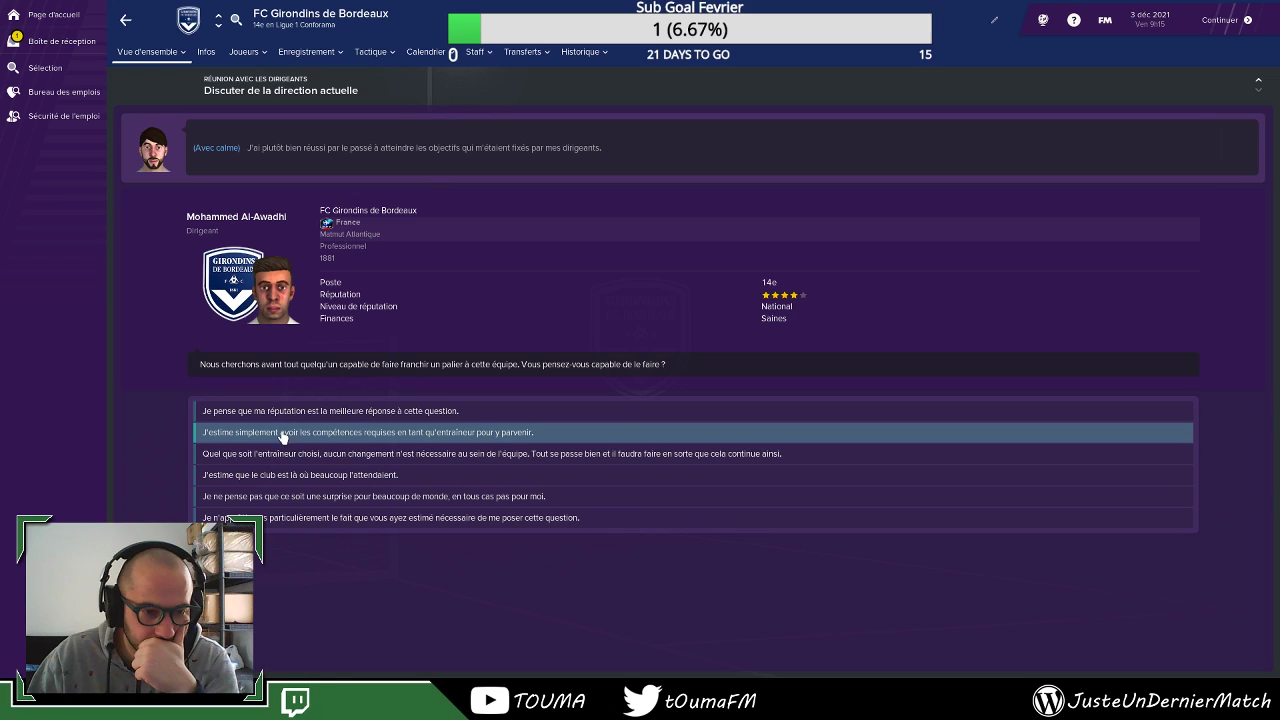 Sub Goal Fevrier
1 (6.67%)
0
21 DAYS TO GO
15
FC Girondins de Bordeaux
14e en Ligue 1 Conforama
FM
3 déc 2021
Ven 9h15
Continuer
Vue d'ensemble
Infos
Joueurs
Enregistrement
Tactique
Calendrier
Staff
Transferts
Historique
Page d'accueil
1
Boîte de réception
Sélection
Bureau des emplois
Sécurité de l'emploi
RÉUNION AVEC LES DIRIGEANTS
Discuter de la direction actuelle
(Avec calme) J'ai plutôt bien réussi par le passé à atteindre les objectifs qui m'étaient fixés par mes dirigeants.
Mohammed Al-Awadhi
Dirigeant
GIRONDINS
DE BORDEAUX
1881
FC Girondins de Bordeaux
France
Matmut Atlantique
Professionnel
1881
Poste 14e
Réputation
Niveau de réputation National
Finances Saines
Nous cherchons avant tout quelqu'un capable de faire franchir un palier à cette équipe. Vous pensez-vous capable de le faire ?
Je pense que ma réputation est la meilleure réponse à cette question.
J'estime simplement avoir les compétences requises en tant qu'entraîneur pour y parvenir.
Quel que soit l'entraîneur choisi, aucun changement n'est nécessaire au sein de l'équipe. Tout se passe bien et il faudra faire en sorte que cela continue ainsi.
J'estime que le club est là où beaucoup l'attendaient.
Je ne pense pas que ce soit une surprise pour beaucoup de monde, en tous cas pas pour moi.
Je particulièrement le fait que vous ayez estimé nécessaire de me poser cette question.
TOUMA
tOumaFM
JusteUnDernierMatch